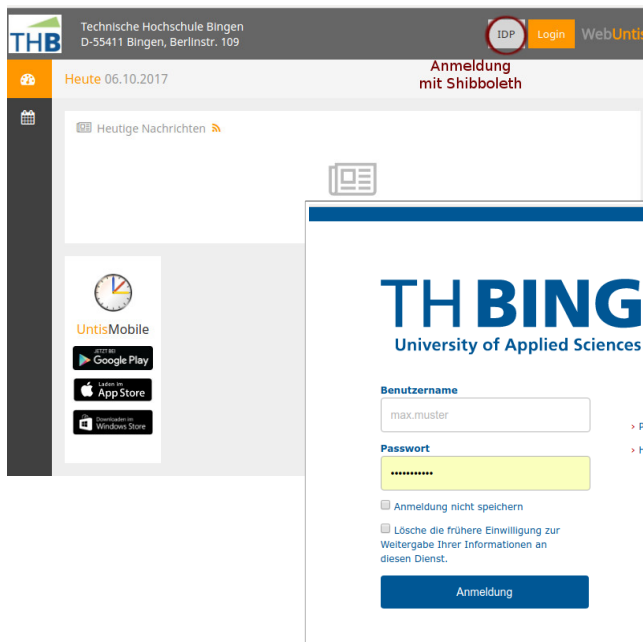 THB
Technische Hochschule Bingen
D-55411 Bingen, Berlinstr. 109
IDP
Login
WebUntis
Anmeldung
mit Shibboleth
Heute 06.10.2017
Heutige Nachrichten
UntisMobile
JETZT BEI
Google Play
Laden im
App Store
Downloaden im
Windows Store
TH BING
University of Applied Sciences
Benutzername
max.muster
Passwort
Anmeldung nicht speichern
Lösche die frühere Einwilligung zur
Weitergabe Ihrer Informationen an
diesen Dienst.
Anmeldung